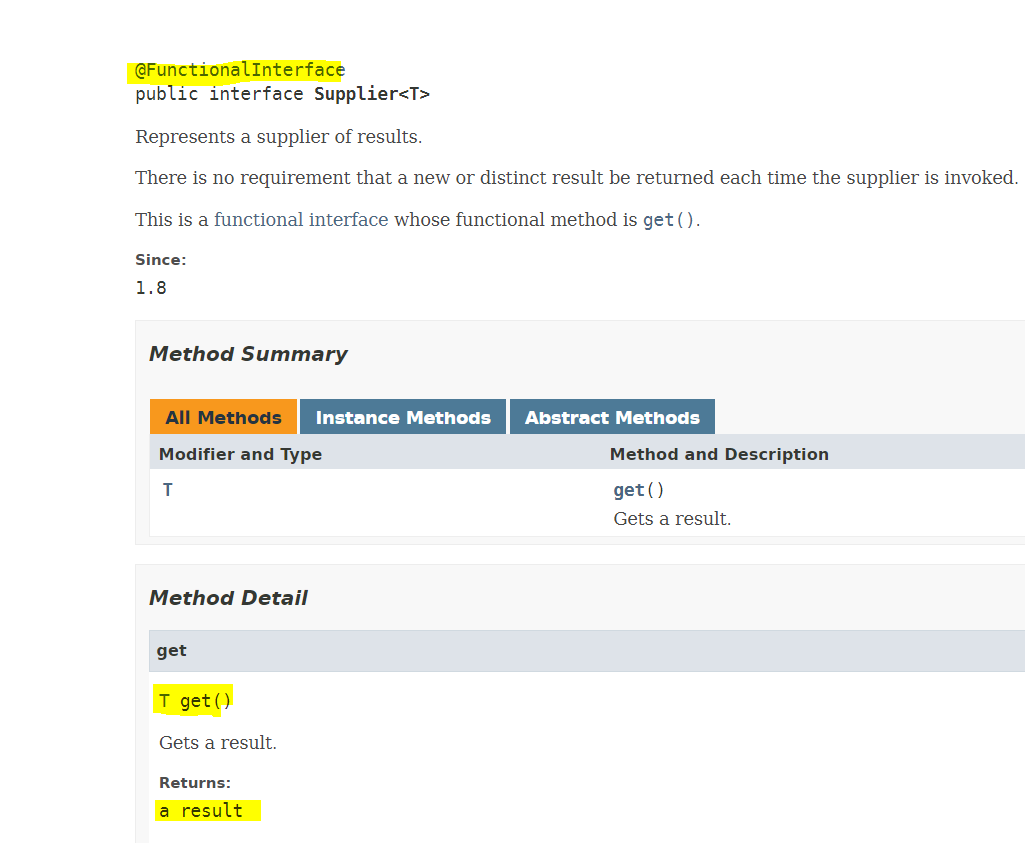 @FunctionalInterface
public interface Supplier<T>
Represents a supplier of results.
There is no requirement that a new or distinct result be returned each time the supplier is invoked.
This is a functional interface whose functional method is get().
Since:
1.8
Method Summary
All Methods Instance Methods Abstract Methods
Modifier and Type Method and Description
T get()
Gets a result.
Method Detail
get
T get()
Gets a result.
Returns:
a result